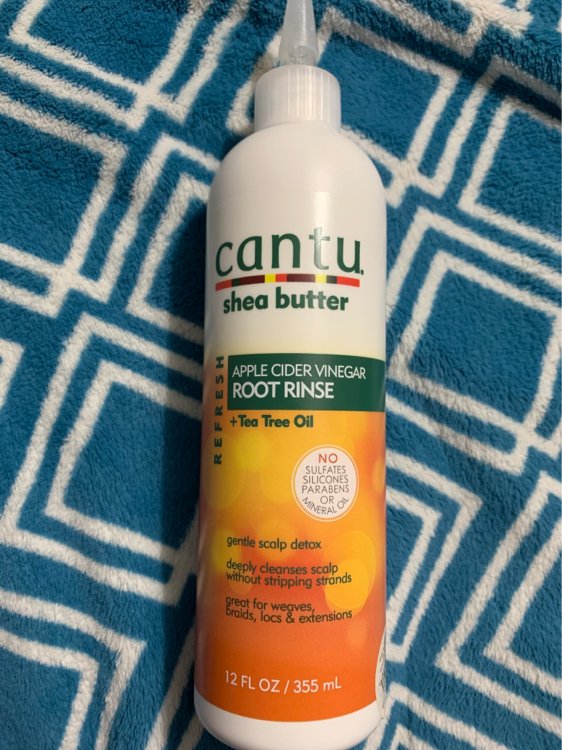 cantu.
shea butter
REFRESH
APPLE CIDER VINEGAR
ROOT RINSE
+Tea Tree Oil
NO
SULFATES
SILICONES
PARABENS
OR
MINERAL OIL
gentle scalp detox
deeply cleanses scalp
without stripping strands
great for weaves,
braids, locs & extensions
12 FL OZ / 355 mL